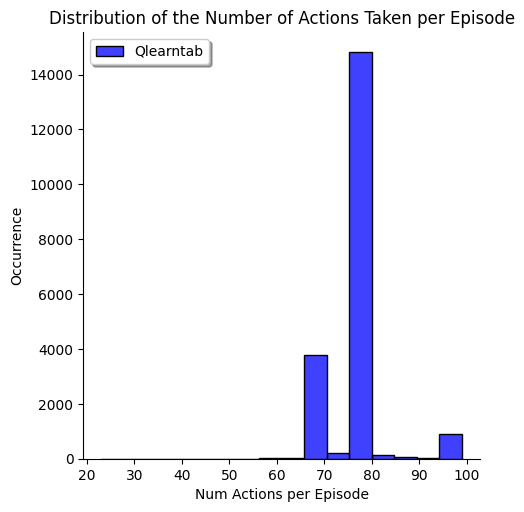 Distribution of the Number of Actions Taken per Episode
Qlearntab
14000
12000
10000
8000
6000
4000
2000
0
Occurrence
20 30 40 50 60 70 80 90 100
Num Actions per Episode